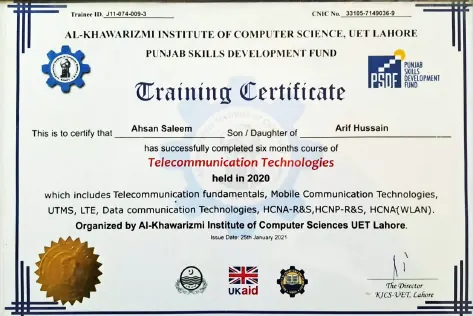 Trainee ID. J11-074-009-3 CNIC No. 33105-7149036-9
AL-KHAWARIZMI INSTITUTE OF COMPUTER SCIENCE, UET LAHORE
PUNJAB SKILLS DEVELOPMENT FUND
PSDF PUNJAB SKILLS DEVELOPMENT FUND
Training Certificate
This is to certify that Ahsan Saleem Son / Daughter of Arif Hussain
has successfully completed six months course of
Telecommunication Technologies
held in 2020
which includes Telecommunication fundamentals, Mobile Communication Technologies,
UTMS, LTE, Data communication Technologies, HCNA-R&S,HCNP-R&S, HCNA(WLAN).
Organized by Al-Khawarizmi Institute of Computer Sciences UET Lahore.
Issue Date: 25th January 2021
UKaid
The Director
KICS-UET, Lahore